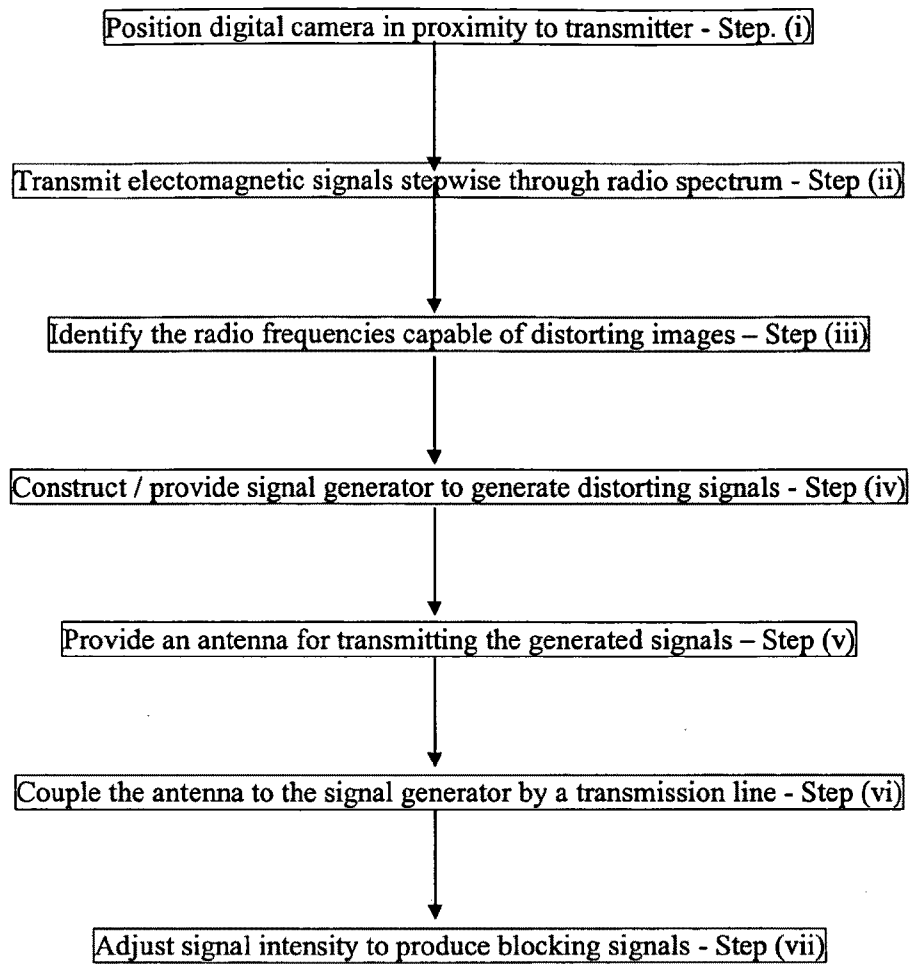 Position digital camera in proximity to transmitter - Step. (i)
Transmit electomagnetic signals stepwise through radio spectrum - Step (ii)
Identify the radio frequencies capable of distorting images – Step (iii)
Construct / provide signal generator to generate distorting signals - Step (iv)
Provide an antenna for transmitting the generated signals – Step (v)
Couple the antenna to the signal generator by a transmission line - Step (vi)
Adjust signal intensity to produce blocking signals - Step (vii)